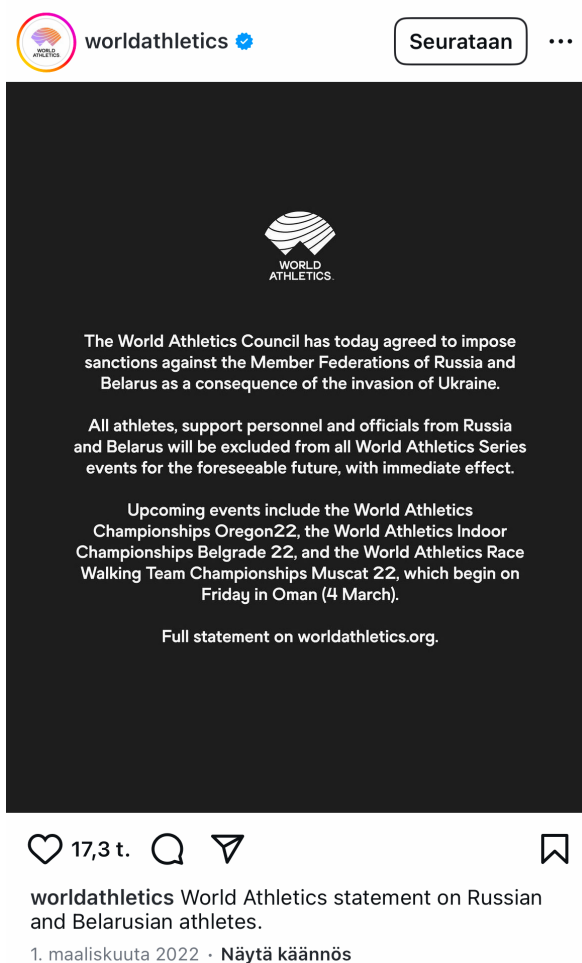 WORLD
ATHLETICS
worldathletics
Seurataan
WORLD
ATHLETICS.
The World Athletics Council has today agreed to impose
sanctions against the Member Federations of Russia and
Belarus as a consequence of the invasion of Ukraine.
All athletes, support personnel and officials from Russia
and Belarus will be excluded from all World Athletics Series
events for the foreseeable future, with immediate effect.
Upcoming events include the World Athletics
Championships Oregon22, the World Athletics Indoor
Championships Belgrade 22, and the World Athletics Race
Walking Team Championships Muscat 22, which begin on
Friday in Oman (4 March).
Full statement on worldathletics.org.
17,3 t.
worldathletics World Athletics statement on Russian
and Belarusian athletes.
1. maaliskuuta 2022 · Näytä käännös